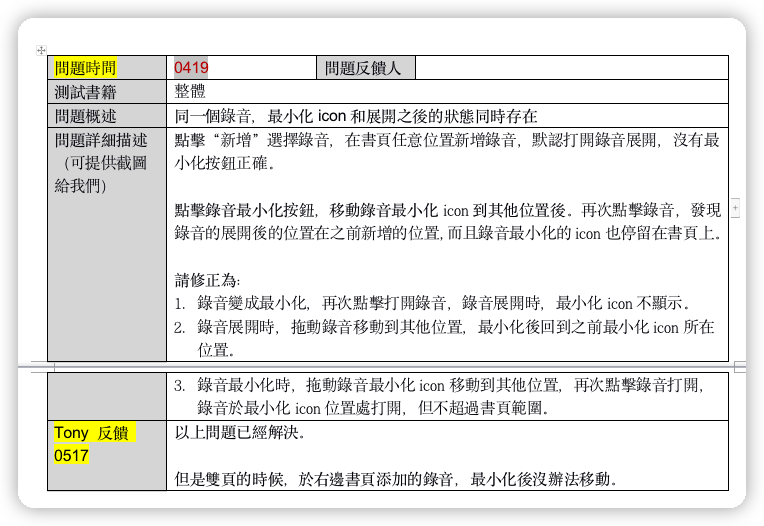 問題時間 0419 問題反饋人
測試書籍 整體
問題概述 同一個錄音，最小化 icon 和展開之後的狀態同時存在
問題詳細描述（可提供截圖給我們）
點擊“新增”選擇錄音，在書頁任意位置新增錄音，默認打開錄音展開，沒有最
小化按鈕正確。
點擊錄音最小化按鈕，移動錄音最小化 icon 到其他位置後。再次點擊錄音，發現
錄音的展開後的位置在之前新增的位置，而且錄音最小化的 icon 也停留在書頁上。
請修正為：
1. 錄音變成最小化，再次點擊打開錄音，錄音展開時，最小化 icon 不顯示。
2. 錄音展開時，拖動錄音移動到其他位置，最小化後回到之前最小化 icon 所在
位置。
3. 錄音最小化時，拖動錄音最小化 icon 移動到其他位置，再次點擊錄音打開，
錄音於最小化 icon 位置處打開，但不超過書頁範圍。
Tony 反饋
0517
以上問題已經解決。
但是雙頁的時候，於右邊書頁添加的錄音，最小化後沒辦法移動。